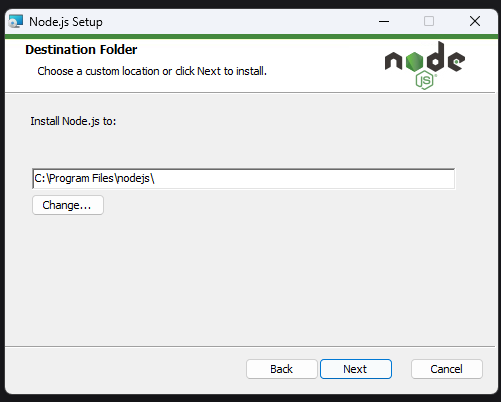 Node.js Setup
Destination Folder
Choose a custom location or click Next to install.
node
JS
Install Node.js to:
C:\Program Files\nodejs\
Change...
Back
Next
Cancel